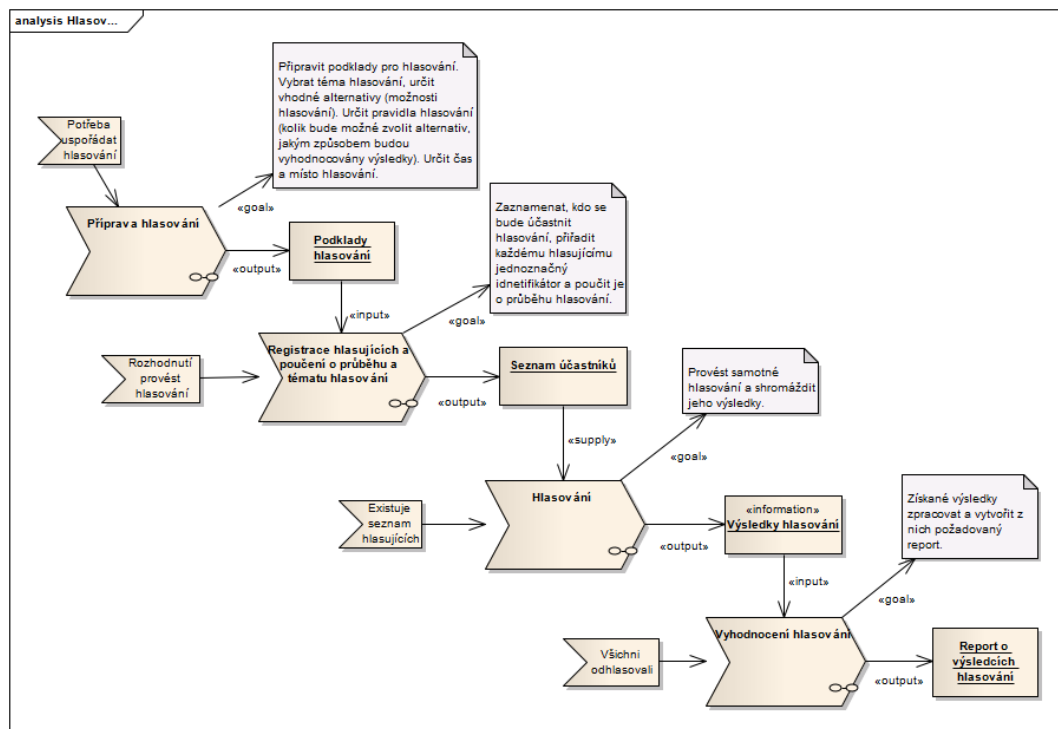 analysis Hlasov...
Připravit podklady pro hlasování.
Vybrat téma hlasování, určit
vhodné alternativy (možnosti
hlasování). Určit pravidla hlasování
(kolik bude možné zvolit alternativ,
jakým způsobem budou
vyhodnocovány výsledky). Určit čas
a místo hlasování.
Potřeba
uspořádat
hlasování
«goal»
Příprava hlasování
«output»
Podklady
hlasování
Zaznamenat, kdo se
bude účastnit
hlasování, přiřadit
každému hlasujícímu
jednoznačný
idnetifikátor a poučit je
o průběhu hlasování.
«input»
«goal»
Rozhodnutí
provést
hlasování
Registrace hlasujících a
poučení o průběhu a
tématu hlasování
«output»
Seznam účastníků
Provést samotné
hlasování a shromáždit
jeho výsledky.
«supply»
«goal»
Existuje
seznam
hlasujících
Hlasování
«output»
«information»
Výsledky hlasování
Získané výsledky
zpracovat a vytvořit z
nich požadovaný
report.
«input»
«goal»
Všichni
odhlasovali
Vyhodnocení hlasování
«output»
Report o
výsledcích
hlasování